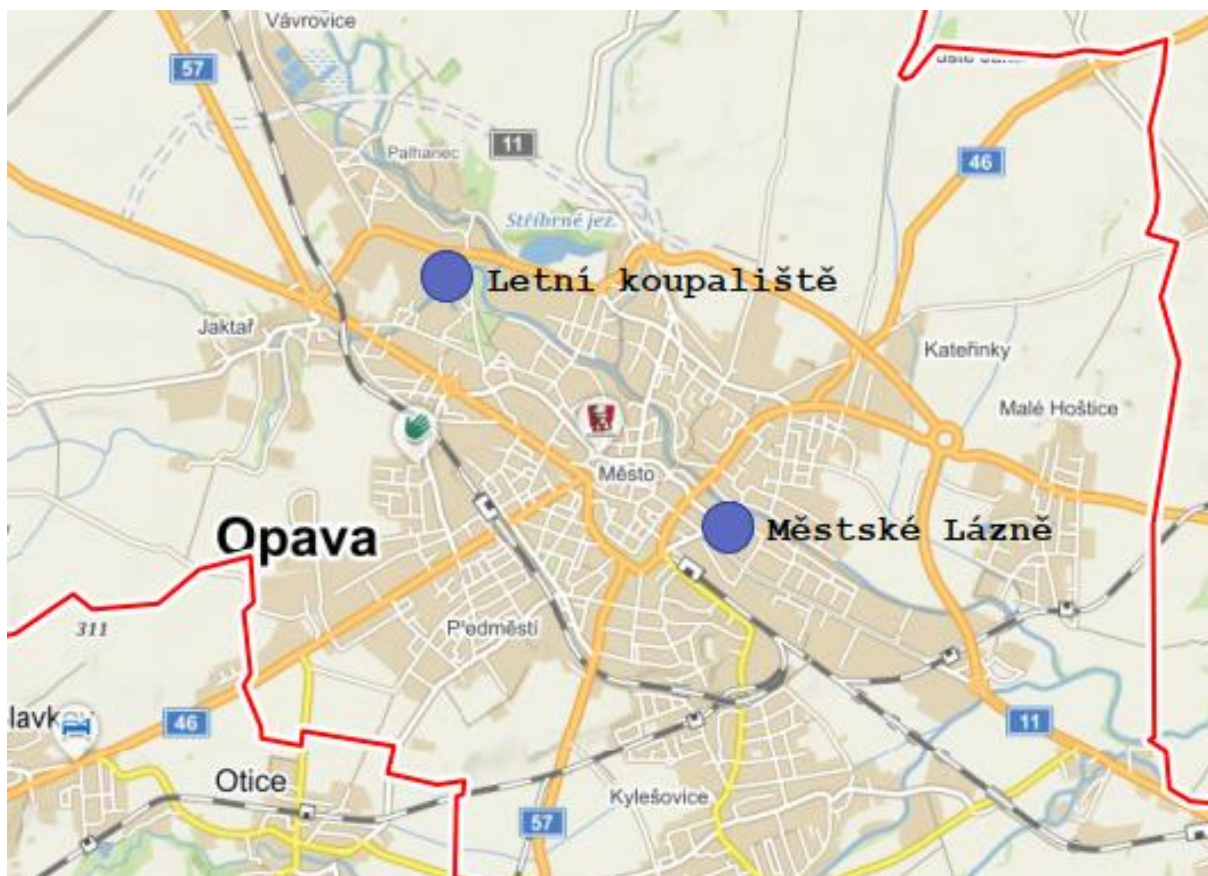 Vávrovice
57
Palhanec
11
46
Stříbrné jez.
Letní koupaliště
Jaktař
Kateřinky
Malé Hoštice
Město
Opava
Městské Lázně
311
P'edměstí
46
11
Otice
Kylešovice
57